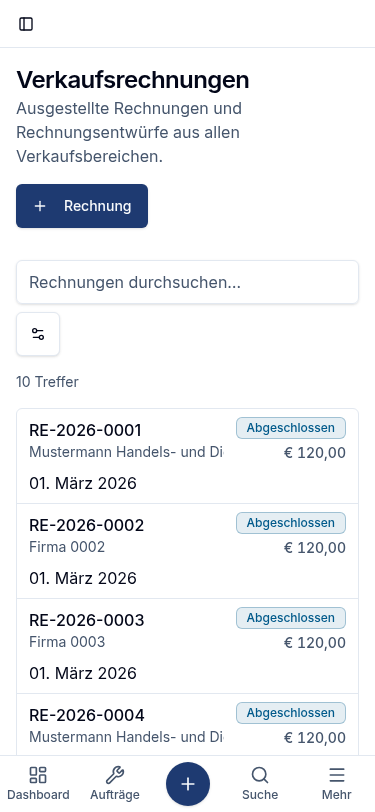 Verkaufsrechnungen
Ausgestellte Rechnungen und
Rechnungsentwürfe aus allen
Verkaufsbereichen.
Rechnung
Rechnungen durchsuchen...
10 Treffer
RE-2026-0001
Abgeschlossen
Mustermann Handels- und Di
€ 120,00
01. März 2026
RE-2026-0002
Abgeschlossen
Firma 0002
€ 120,00
01. März 2026
RE-2026-0003
Abgeschlossen
Firma 0003
€ 120,00
01. März 2026
RE-2026-0004
Abgeschlossen
Mustermann Handels- und Di
€ 120,00
Dashboard
Aufträge
Suche
Mehr